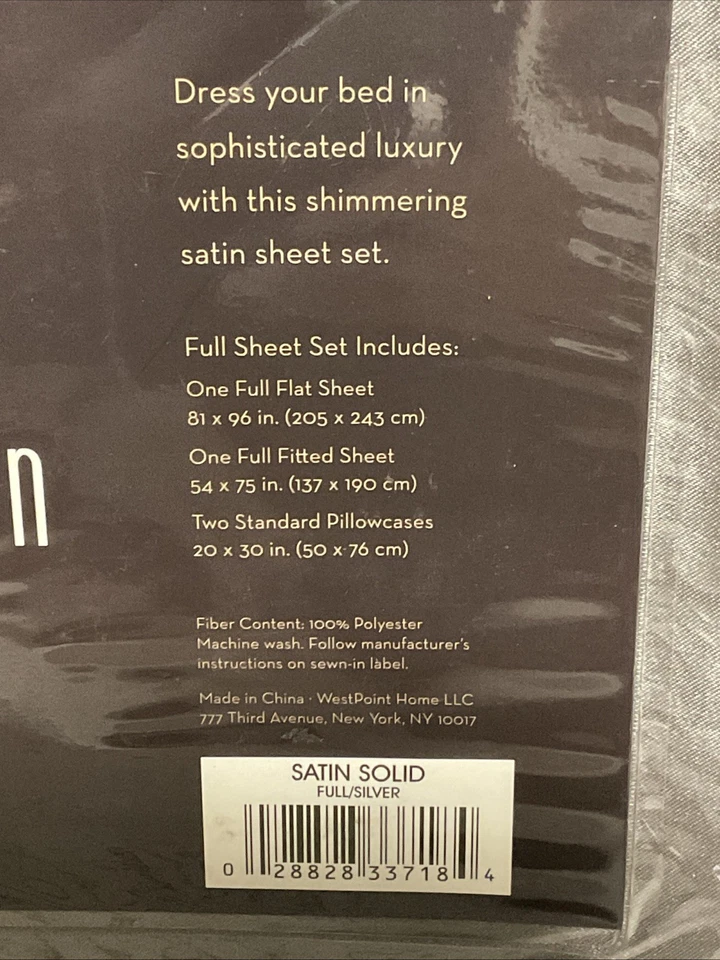 Dress your bed in
sophisticated luxury
with this shimmering
satin sheet set.
Full Sheet Set Includes:
One Full Flat Sheet
81 x 96 in. (205 x 243 cm)
One Full Fitted Sheet
54 x 75 in. (137 x 190 cm)
Two Standard Pillowcases
20 x 30 in. (50 x 76 cm)
n
Fiber Content: 100% Polyester
Machine wash. Follow manufacturer's
instructions on sewn-in label.
Made in China · WestPoint Home LLC
777 Third Avenue, New York, NY 10017
SATIN SOLID
FULL/SILVER
0 28828 33718 4